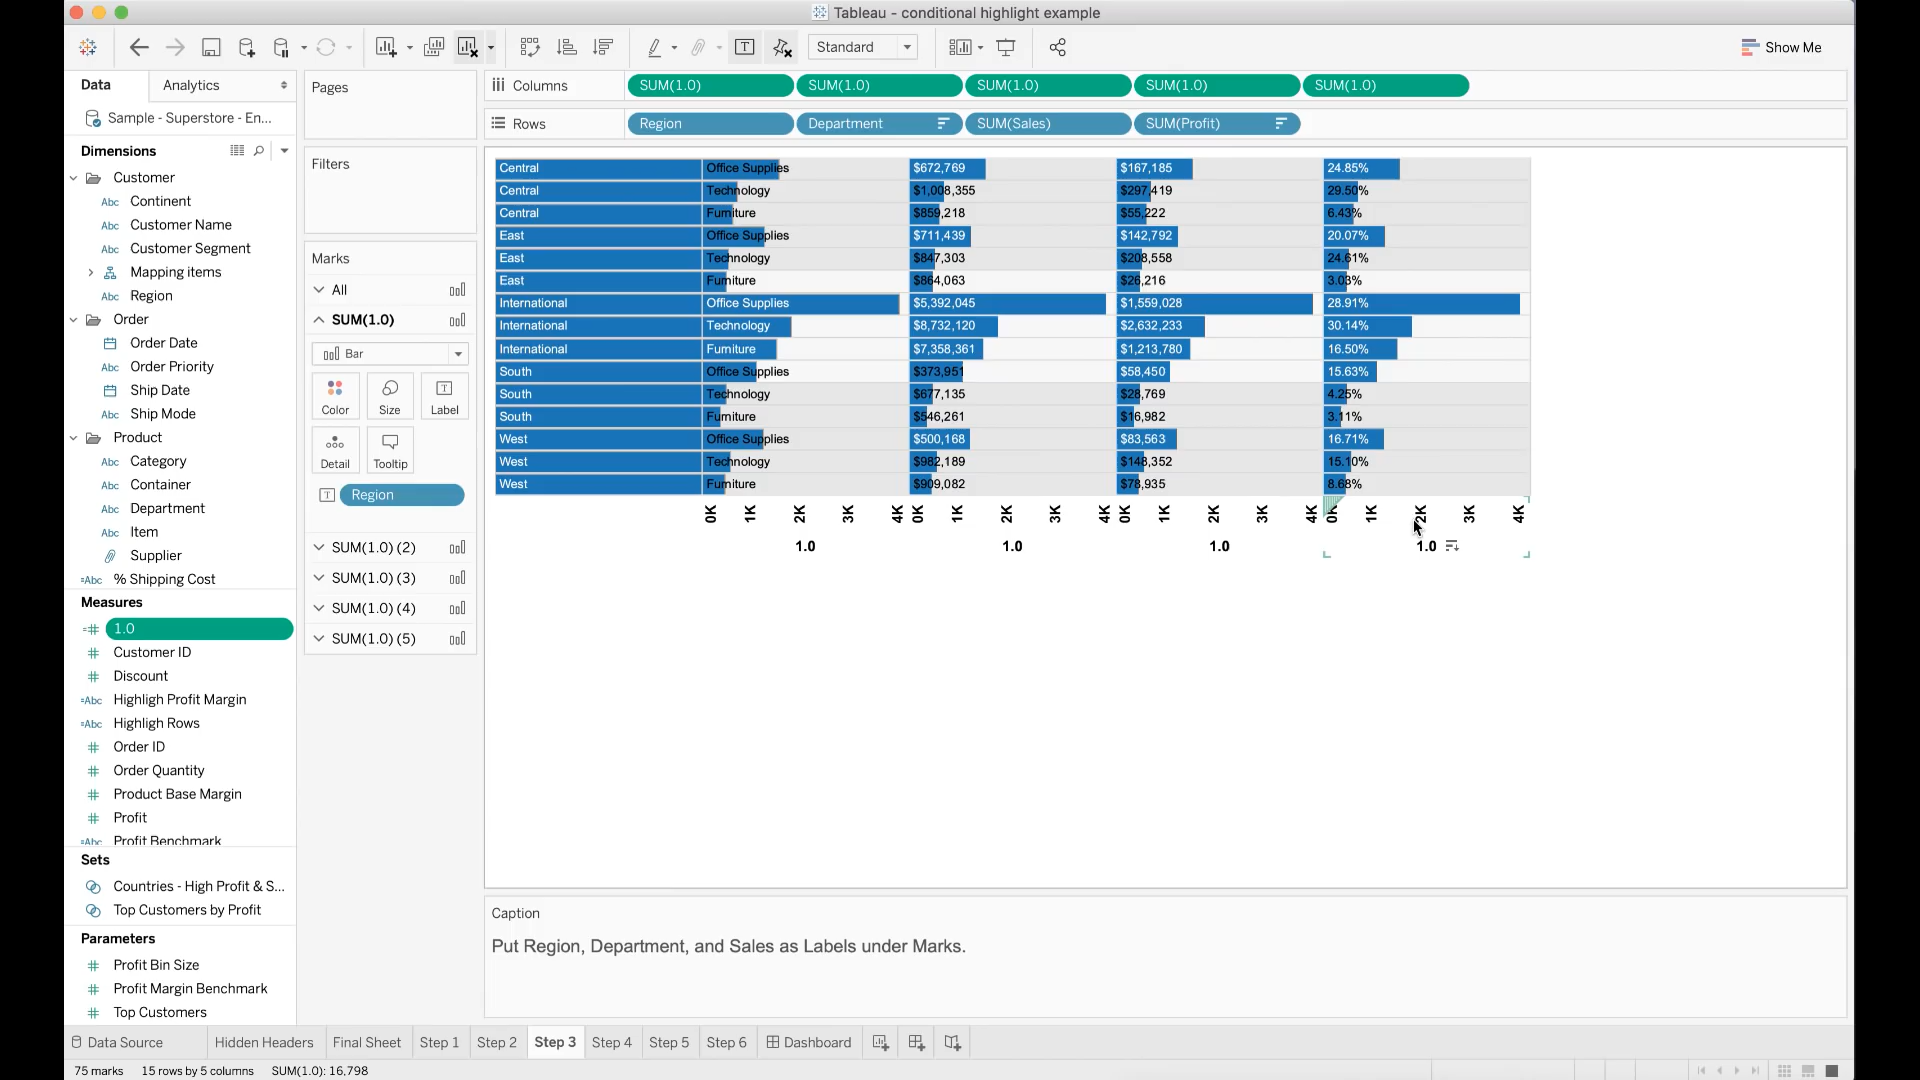 Tableau - conditional highlight example
Standard
Show Me
Data
Analytics
Pages
Columns
SUM(1.0)
SUM(1.0)
SUM(1.0)
SUM(1.0)
SUM(1.0)
Rows
Region
Department
SUM(Sales)
SUM(Profit)
Sample - Superstore - En...
Dimensions
Customer
Abc Continent
Abc Customer Name
Abc Customer Segment
Mapping items
Abc Region
Order
Order Date
Abc Order Priority
Ship Date
Abc Ship Mode
Product
Abc Category
Abc Container
Abc Department
Abc Item
Supplier
=Abc % Shipping Cost
Measures
=# 1.0
# Customer ID
# Discount
=Abc Highligh Profit Margin
=Abc Highligh Rows
# Order ID
# Order Quantity
# Product Base Margin
# Profit
=Abc Profit Benchmark
Sets
Countries - High Profit & S...
Top Customers by Profit
Parameters
# Profit Bin Size
# Profit Margin Benchmark
# Top Customers
Filters
Marks
All
SUM(1.0)
Bar
Color
Size
T Label
Detail
Tooltip
T Region
SUM(1.0) (2)
SUM(1.0) (3)
SUM(1.0) (4)
SUM(1.0) (5)
Central Office Supplies $672,769 $167,185 24.85%
Central Technology $1,008,355 $297,419 29.50%
Central Furniture $859,218 $55,222 6.43%
East Office Supplies $711,439 $142,792 20.07%
East Technology $847,303 $208,558 24.61%
East Furniture $864,063 $26,216 3.03%
International Office Supplies $5,392,045 $1,559,028 28.91%
International Technology $8,732,120 $2,632,233 30.14%
International Furniture $7,358,361 $1,213,780 16.50%
South Office Supplies $373,951 $58,450 15.63%
South Technology $677,135 $28,769 4.25%
South Furniture $546,261 $16,982 3.11%
West Office Supplies $500,168 $83,563 16.71%
West Technology $982,189 $148,352 15.10%
West Furniture $909,082 $78,935 8.68%
0K 1K 2K 3K 4K 0K 1K 2K 3K 4K 0K 1K 2K 3K 4K 0K 1K 2K 3K 4K
1.0 1.0 1.0 1.0
Caption
Put Region, Department, and Sales as Labels under Marks.
Data Source
Hidden Headers
Final Sheet
Step 1
Step 2
Step 3
Step 4
Step 5
Step 6
Dashboard
75 marks
15 rows by 5 columns
SUM(1.0): 16,798